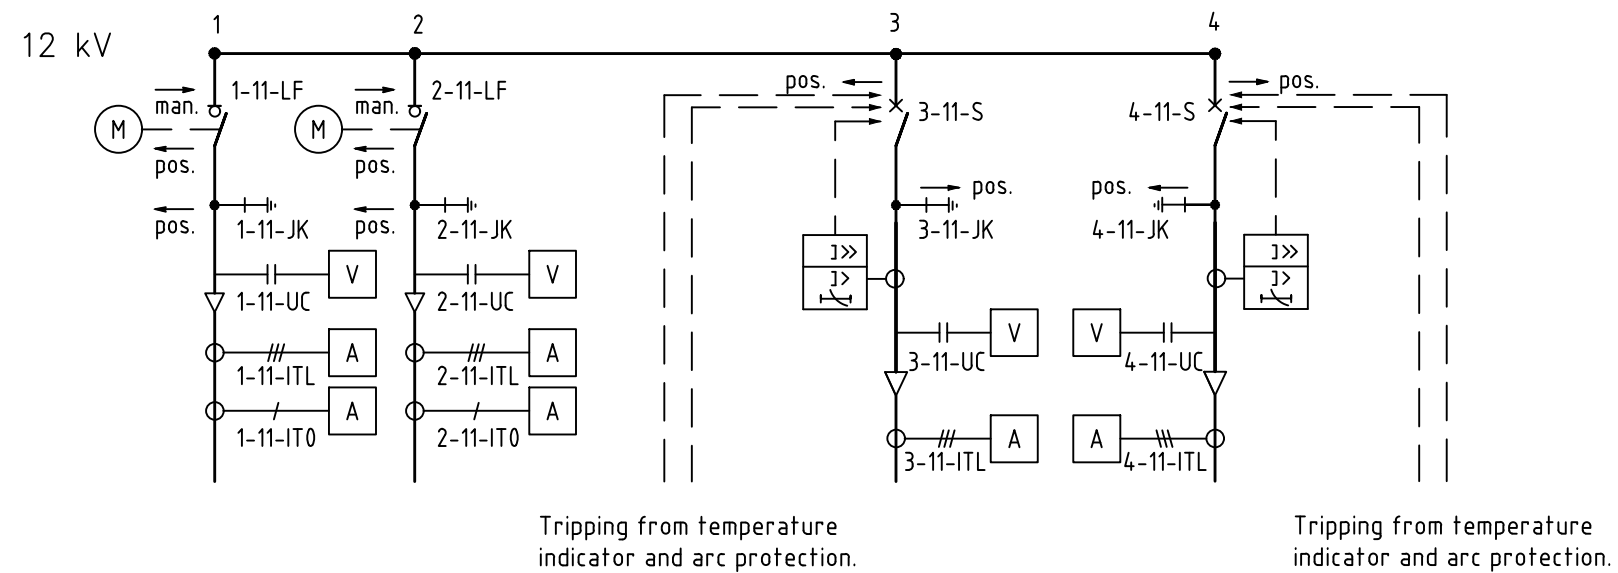 1
2
3
4
12 kV
man.
1-11-LF
man.
2-11-LF
pos.
3-11-S
4-11-S
pos.
M
M
pos.
pos.
pos.
1-11-JK
pos.
2-11-JK
pos.
3-11-JK
pos.
4-11-JK
V
1-11-UC
V
2-11-UC
V
3-11-UC
V
4-11-UC
A
1-11-ITL
A
2-11-ITL
A
1-11-IT0
A
2-11-IT0
A
3-11-ITL
A
4-11-ITL
Tripping from temperature
indicator and arc protection.
Tripping from temperature
indicator and arc protection.